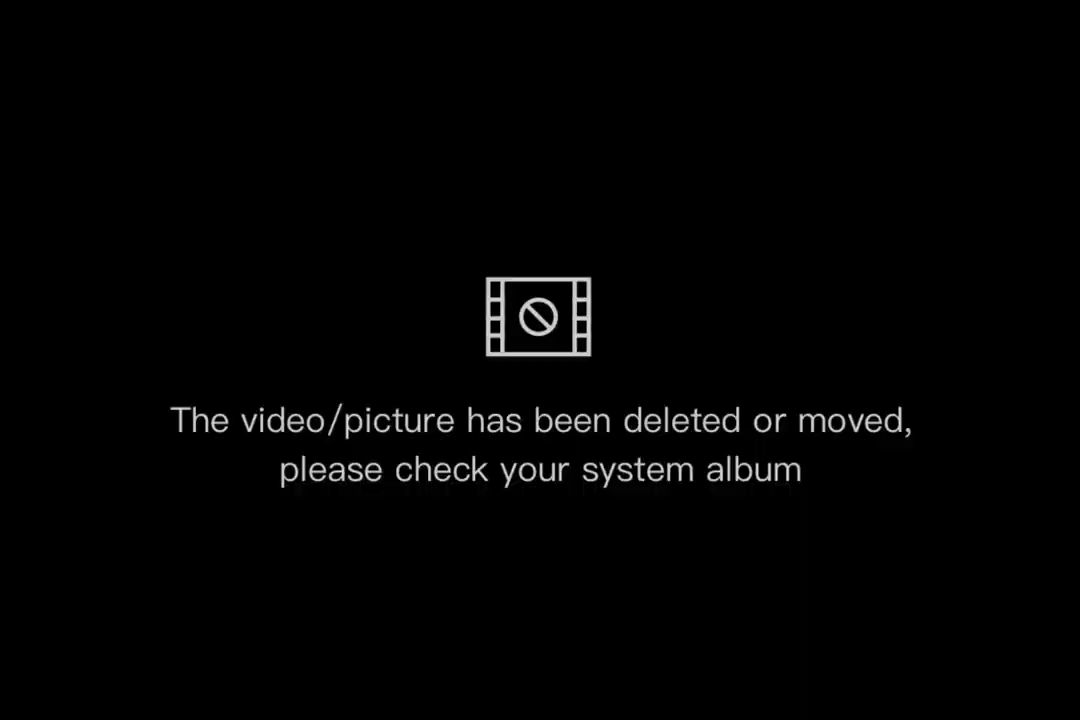 The video/picture has been deleted or moved,
please check your system album